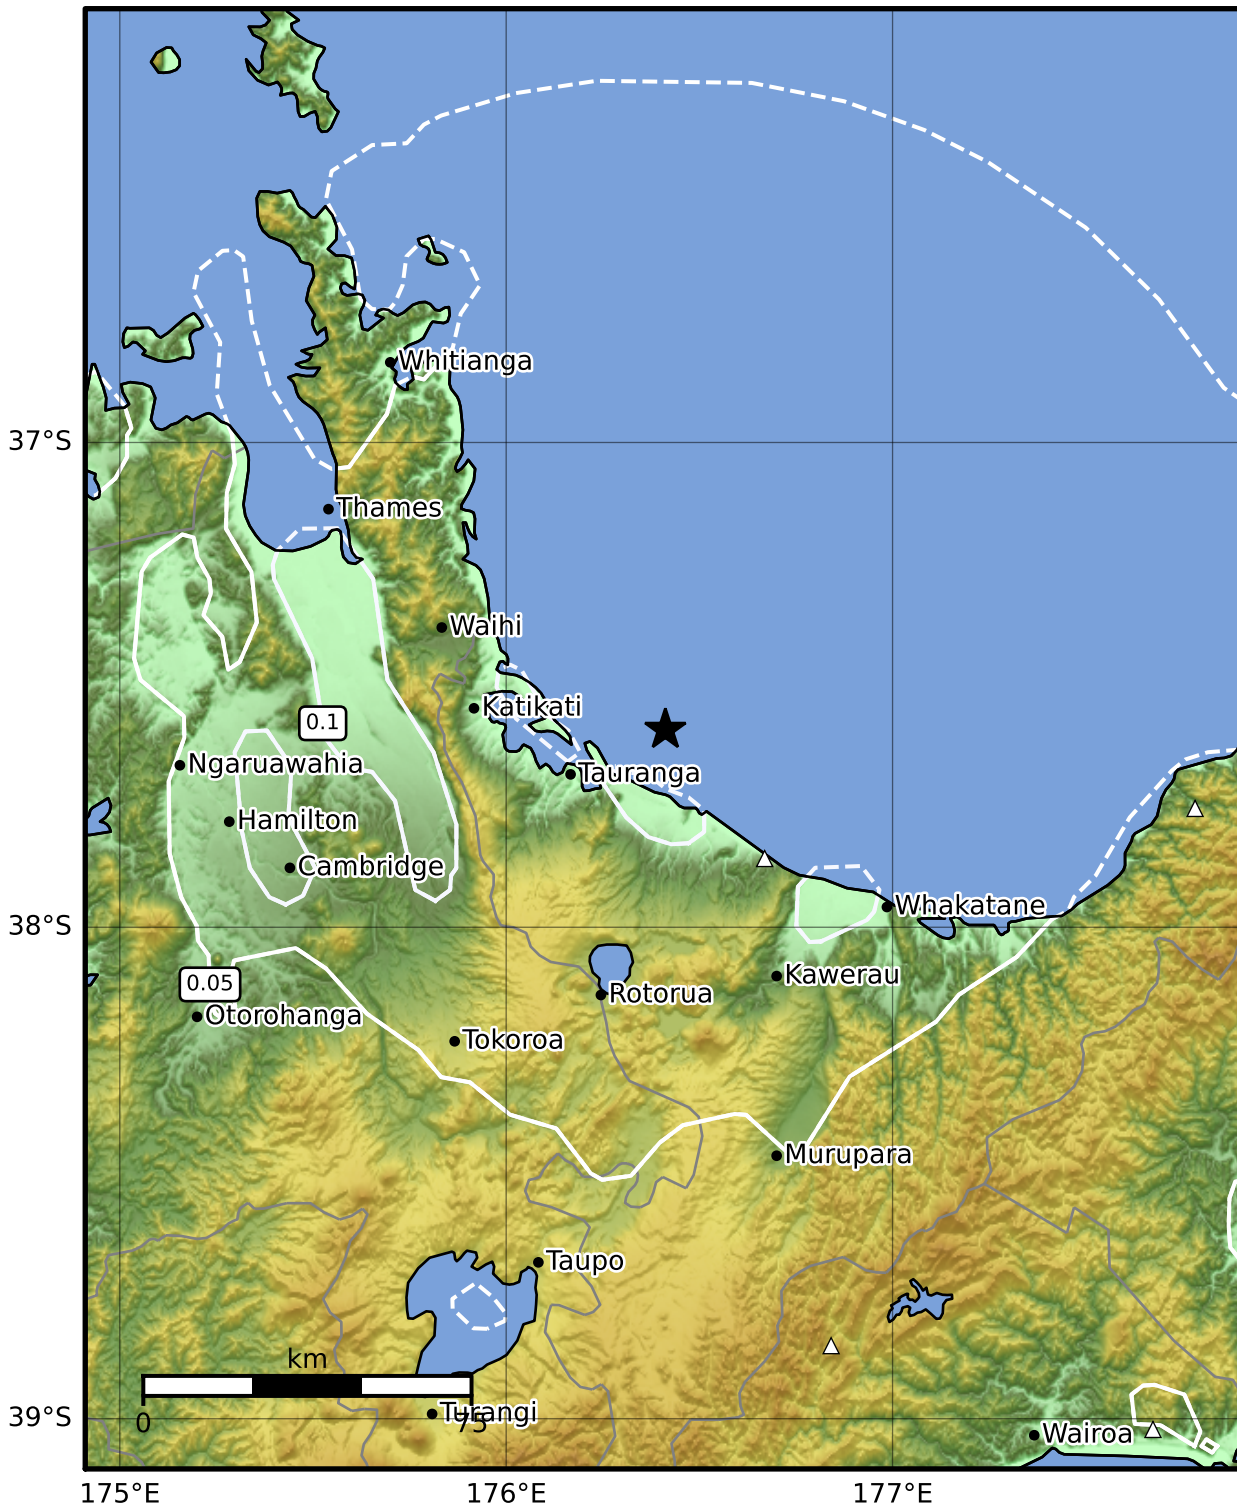 Whitianga
37°S
Thames
Waihi
Katikati
0.1
Ngaruawahia
Tauranga
Hamilton
Cambridge
Whakatane
38°S
Kawerau
0.05
Rotorua
Otorohanga
Tokoroa
Murupara
Taupo
km
0
75
Turangi
39°S
Wairoa
175°E
176°E
177°E